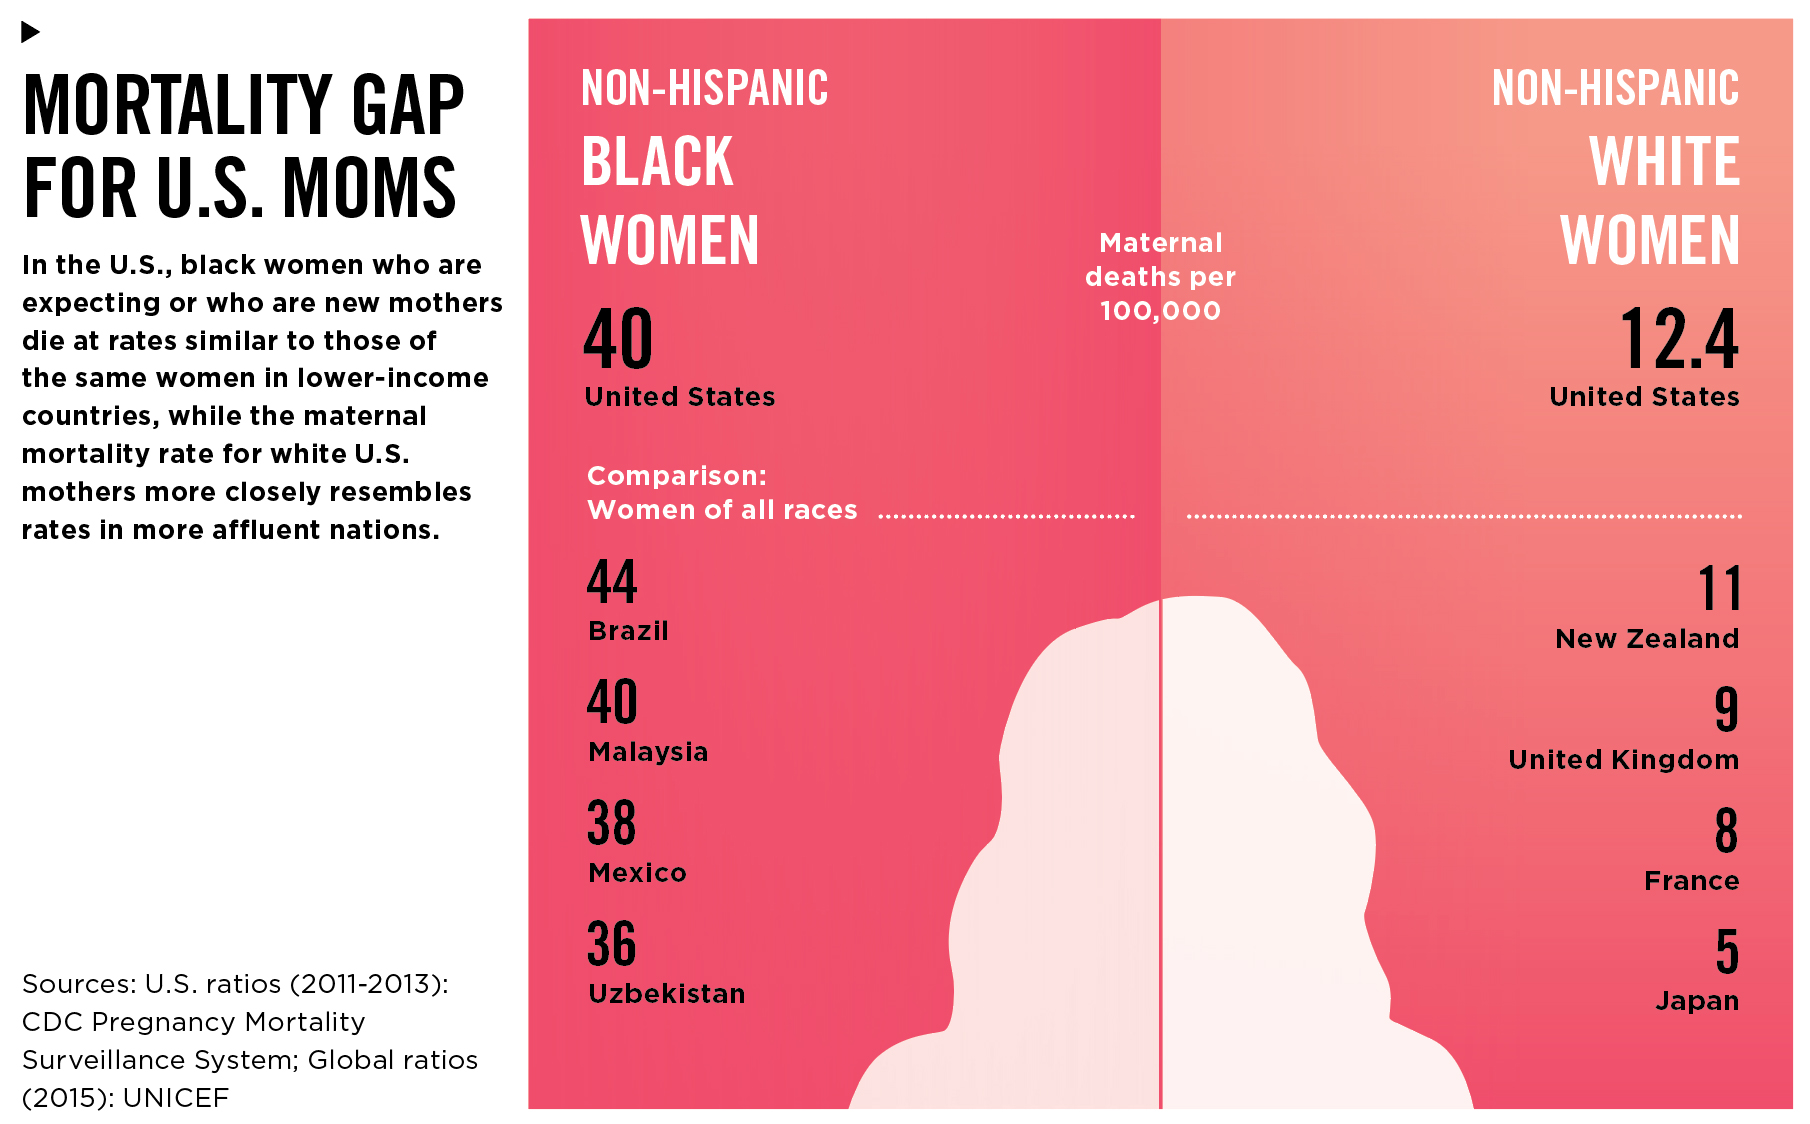 MORTALITY GAP
FOR U.S. MOMS
In the U.S., black women who are
expecting or who are new mothers
die at rates similar to those of
the same women in lower-income
countries, while the maternal
mortality rate for white U.S.
mothers more closely resembles
rates in more affluent nations.
Sources: U.S. ratios (2011-2013):
CDC Pregnancy Mortality
Surveillance System; Global ratios
(2015): UNICEF
NON-HISPANIC
BLACK
WOMEN
40
United States
Maternal
deaths per
100,000
NON-HISPANIC
WHITE
WOMEN
12.4
United States
Comparison:
Women of all races
44
Brazil
40
Malaysia
38
Mexico
36
Uzbekistan
11
New Zealand
9
United Kingdom
8
France
5
Japan